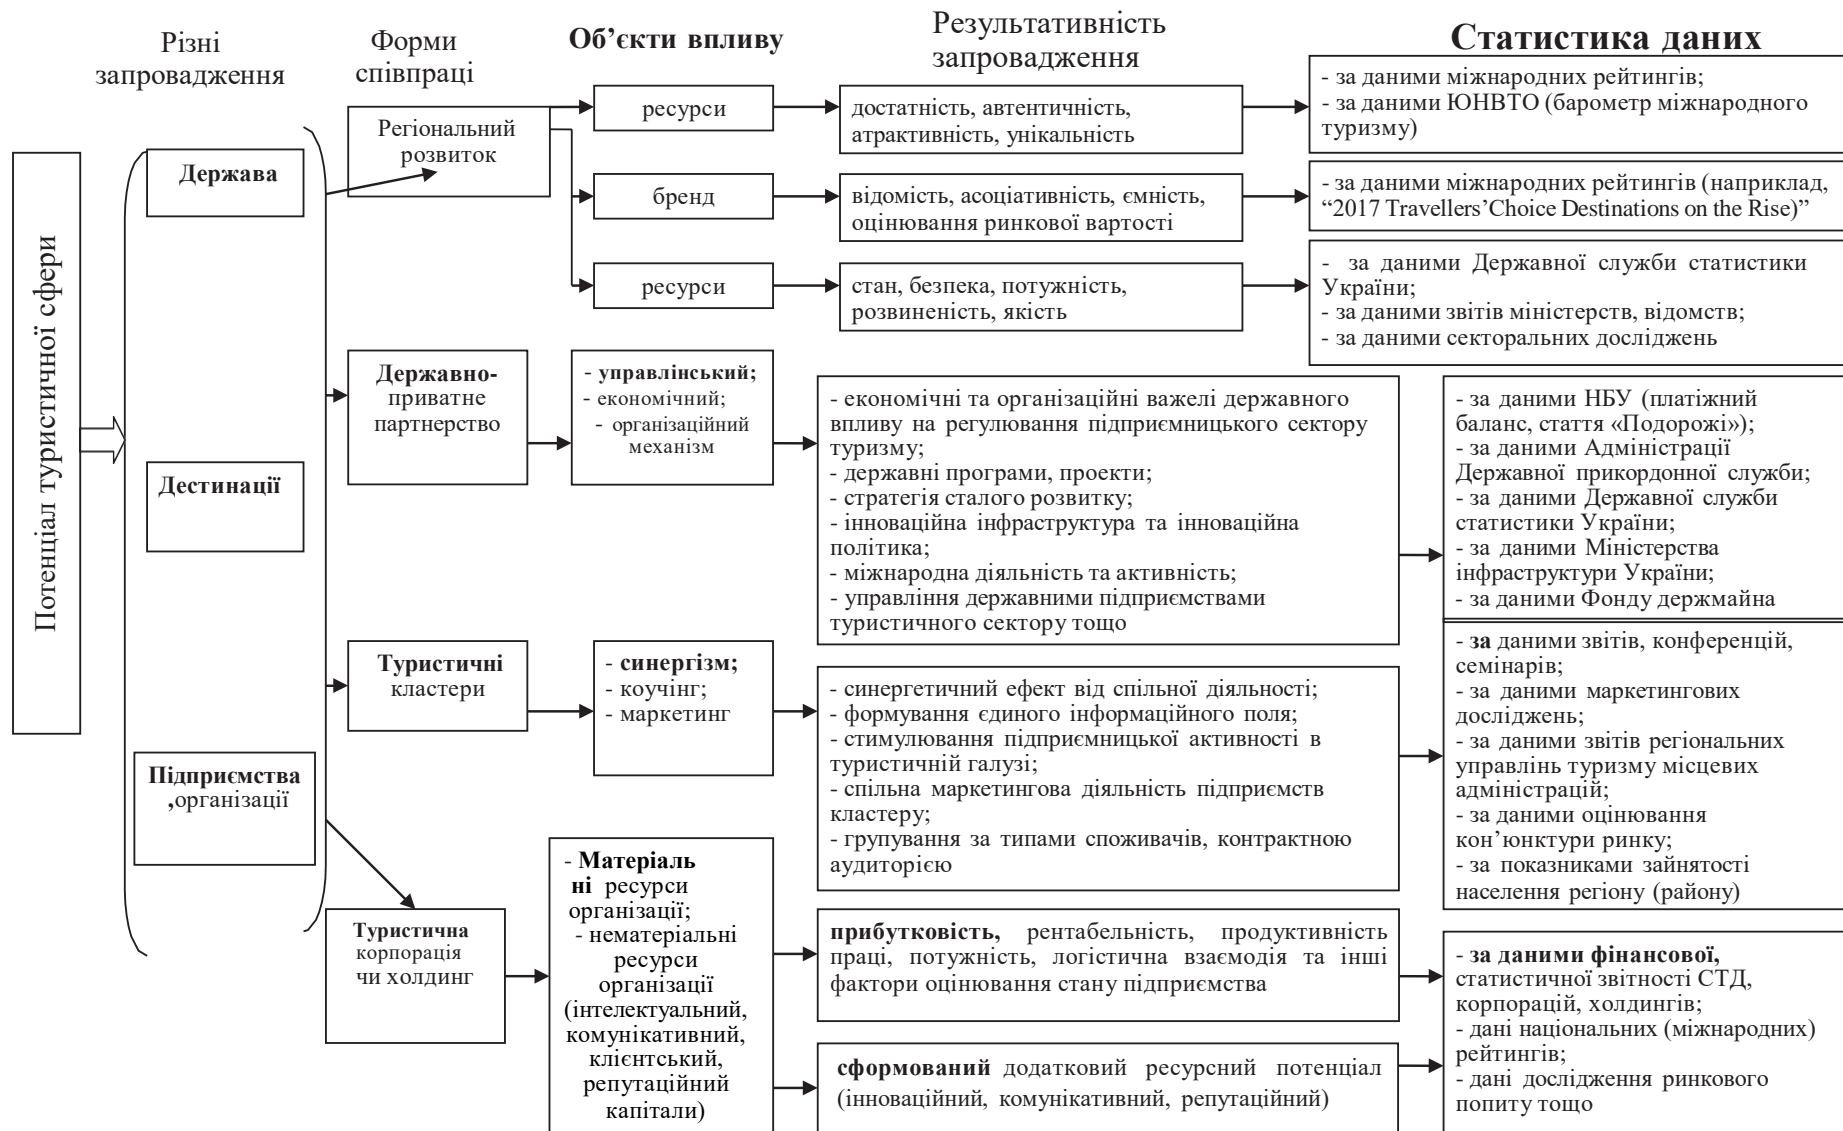 Різні
запровадження
Форми
співпраці
Об’єкти впливу
Результативність
запровадження
Статистика даних
Потенціал туристичної сфери
Держава
Дестинації
Підприємства
,організації
Регіональний
розвиток
ресурси
достатність, автентичність,
атрактивність, унікальність
- за даними міжнародних рейтингів;
- за даними ЮНВТО (барометр міжнародного
туризму)
бренд
відомість, асоціативність, ємність,
оцінювання ринкової вартості
- за даними міжнародних рейтингів (наприклад,
“2017 Travellers’Choice Destinations on the Rise)”
ресурси
стан, безпека, потужність,
розвиненість, якість
- за даними Державної служби статистики
України;
- за даними звітів міністерств, відомств;
- за даними секторальних досліджень
Державно-
приватне
партнерство
- управлінський;
- економічний;
- організаційний
механізм
- економічні та організаційні важелі державного
впливу на регулювання підприємницького сектору
туризму;
- державні програми, проекти;
- стратегія сталого розвитку;
- інноваційна інфраструктура та інноваційна
політика;
- міжнародна діяльність та активність;
- управління державними підприємствами
туристичного сектору тощо
- за даними НБУ (платіжний
баланс, стаття «Подорожі»);
- за даними Адміністрації
Державної прикордонної служби;
- за даними Державної служби
статистики України;
- за даними Міністерства
інфраструктури України;
- за даними Фонду держмайна
Туристичні
кластери
- синергізм;
- коучінг;
- маркетинг
- синергетичний ефект від спільної діяльності;
- формування єдиного інформаційного поля;
- стимулювання підприємницької активності в
туристичній галузі;
- спільна маркетингова діяльність підприємств
кластеру;
- групування за типами споживачів, контрактною
аудиторією
- за даними звітів, конференцій,
семінарів;
- за даними маркетингових
досліджень;
- за даними звітів регіональних
управлінь туризму місцевих
адміністрацій;
- за даними оцінювання
кон’юнктури ринку;
- за показниками зайнятості
населення регіону (району)
Туристична
корпорація
чи холдинг
- Матеріаль
ні ресурси
організації;
- нематеріальні
ресурси
організації
(інтелектуальний,
комунікативний,
клієнтський,
репутаційний
капітали)
прибутковість, рентабельність, продуктивність
праці, потужність, логістична взаємодія та інші
фактори оцінювання стану підприємства
сформований додатковий ресурсний потенціал
(інноваційний, комунікативний, репутаційний)
- за даними фінансової,
статистичної звітності СТД,
корпорацій, холдингів;
- дані національних (міжнародних)
рейтингів;
- дані дослідження ринкового
попиту тощо